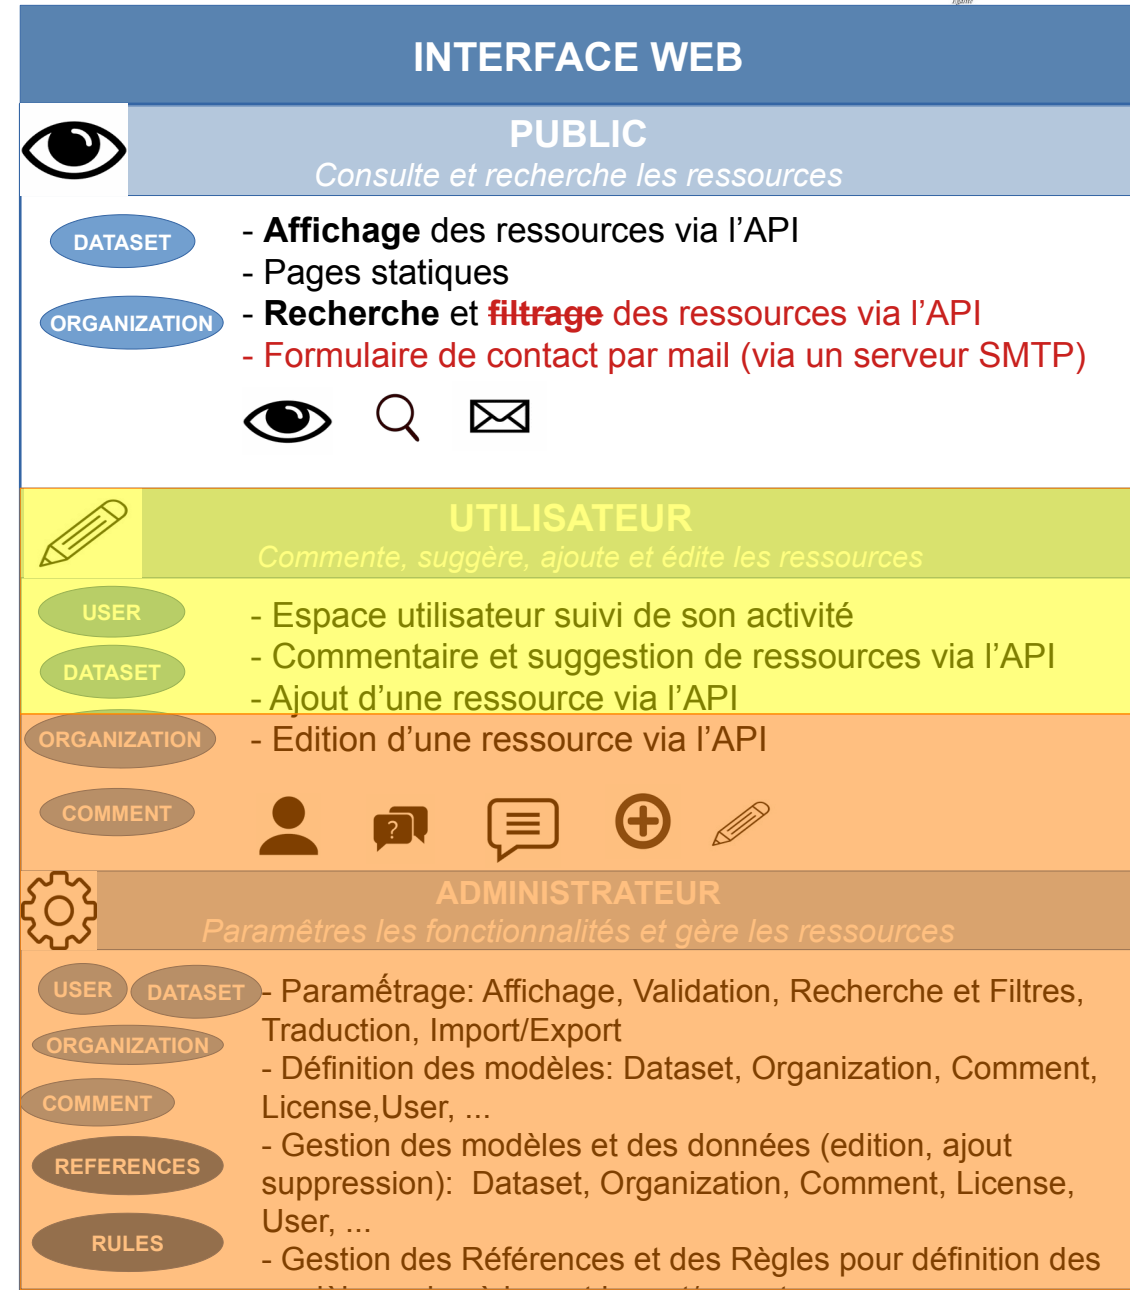 Egalité
INTERFACE WEB
PUBLIC
Consulte et recherche les ressources
DATASET
ORGANIZATION
- Affichage des ressources via l’API
- Pages statiques
- Recherche et filtrage des ressources via l’API
- Formulaire de contact par mail (via un serveur SMTP)
UTILISATEUR
Commente, suggère, ajoute et édite les ressources
USER
DATASET
ORGANIZATION
COMMENT
- Espace utilisateur suivi de son activité
- Commentaire et suggestion de ressources via l’API
- Ajout d’une ressource via l’API
- Edition d’une ressource via l’API
?
ADMINISTRATEUR
Paramêtres les fonctionnalités et gère les ressources
USER
DATASET
ORGANIZATION
COMMENT
REFERENCES
RULES
- Paramêtrage: Affichage, Validation, Recherche et Filtres,
Traduction, Import/Export
- Définition des modèles: Dataset, Organization, Comment,
License,User, ...
- Gestion des modèles et des données (edition, ajout
suppression):  Dataset, Organization, Comment, License,
User, ...
- Gestion des Références et des Règles pour définition des